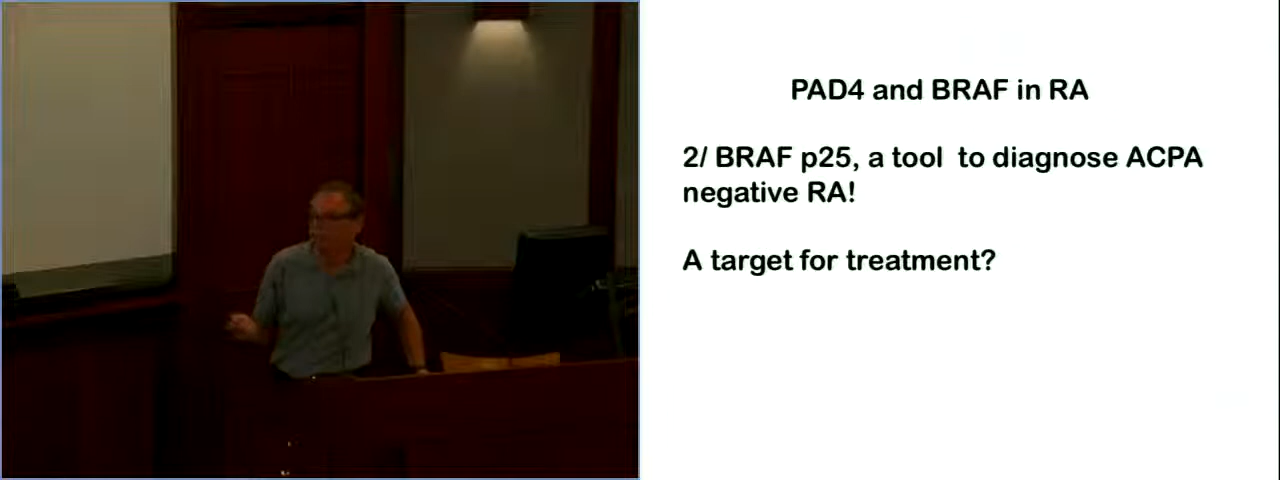 PAD4 and BRAF in RA
2/ BRAF p25, a tool to diagnose ACPA
negative RA!
A target for treatment?